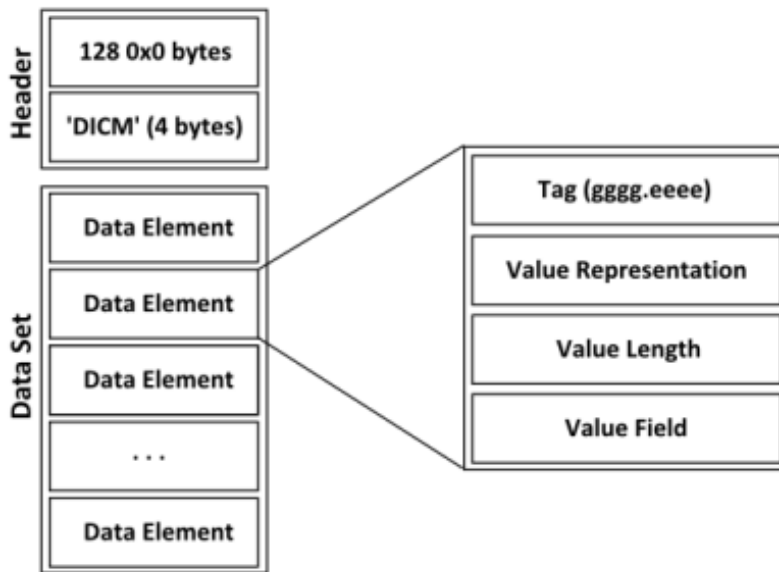 Header
128 0x0 bytes
'DICM' (4 bytes)
Data Set
Data Element
Data Element
Data Element
. . .
Data Element
Tag (gggg.eeee)
Value Representation
Value Length
Value Field